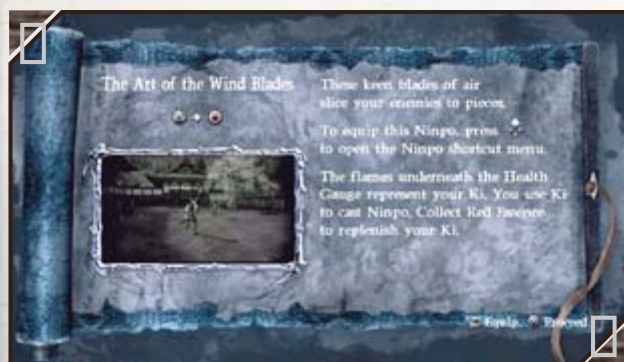 The Art of the Wind Blades
+
These keen blades of air
slice your enemies to pieces.
To equip this Ninpo, press
to open the Ninpo shortcut menu.
The flames underneath the Health
Gauge represent your Ki. You use Ki
to cast Ninpo. Collect Red Essence
to replenish your Ki.
Equip Proceed